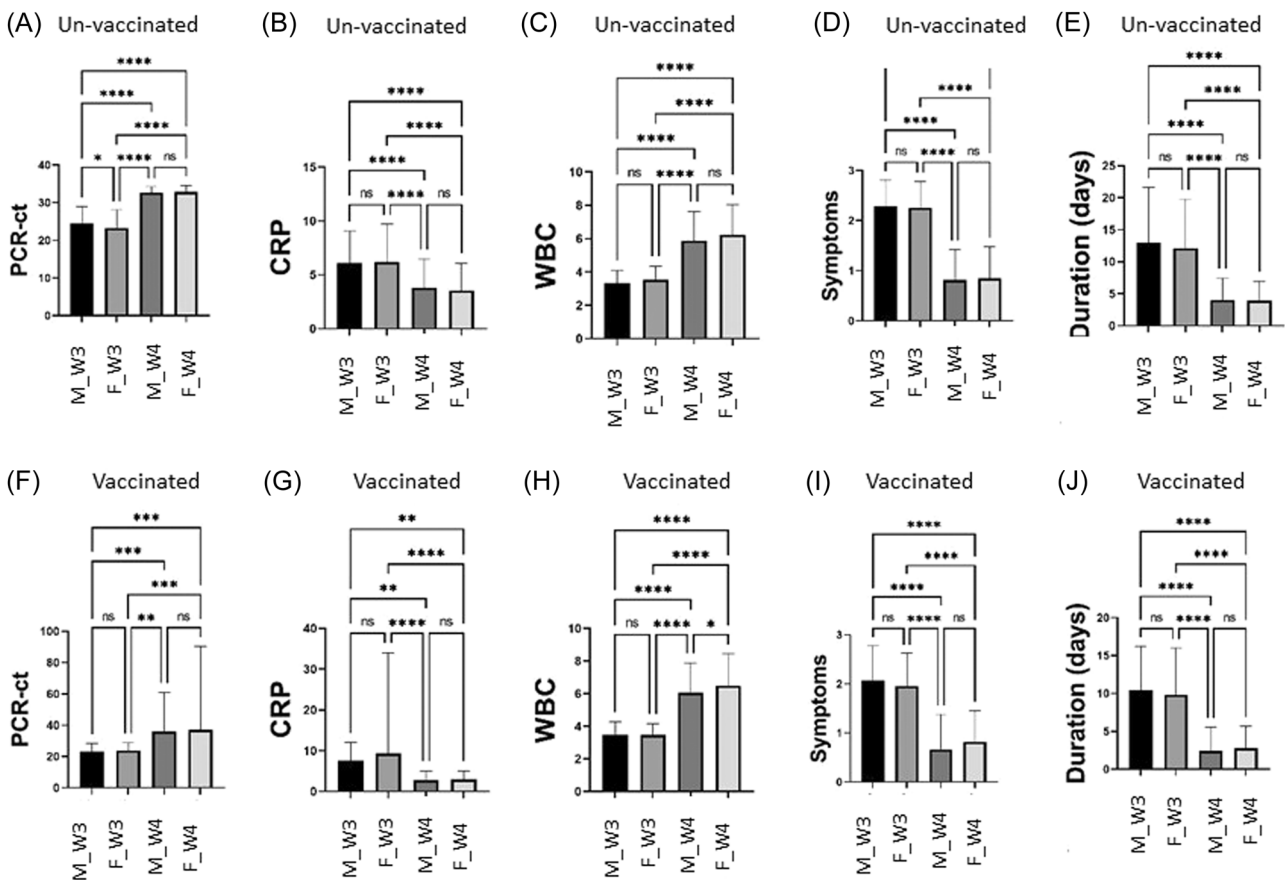 (A) Un-vaccinated
****
****
****
* **** ns
PCR-ct
40
30
20
10
0
M_W3 F_W3 M_W4 F_W4
(B) Un-vaccinated
****
****
****
ns **** ns
CRP
15
10
5
0
M_W3 F_W3 M_W4 F_W4
(C) Un-vaccinated
****
****
****
ns **** ns
WBC
10
8
6
4
2
0
M_W3 F_W3 M_W4 F_W4
(D) Un-vaccinated
****
****
ns **** ns
Symptoms
3
2
1
0
M_W3 F_W3 M_W4 F_W4
(E) Un-vaccinated
****
****
****
ns **** ns
Duration (days)
25
20
15
10
5
0
M_W3 F_W3 M_W4 F_W4
(F) Vaccinated
***
***
***
ns ** ns
PCR-ct
100
80
60
40
20
0
M_W3 F_W3 M_W4 F_W4
(G) Vaccinated
**
****
**
ns **** ns
CRP
40
30
20
10
0
M_W3 F_W3 M_W4 F_W4
(H) Vaccinated
****
****
****
ns **** *
WBC
10
8
6
4
2
0
M_W3 F_W3 M_W4 F_W4
(I) Vaccinated
****
****
****
ns **** ns
Symptoms
3
2
1
0
M_W3 F_W3 M_W4 F_W4
(J) Vaccinated
****
****
****
ns **** ns
Duration (days)
20
15
10
5
0
M_W3 F_W3 M_W4 F_W4